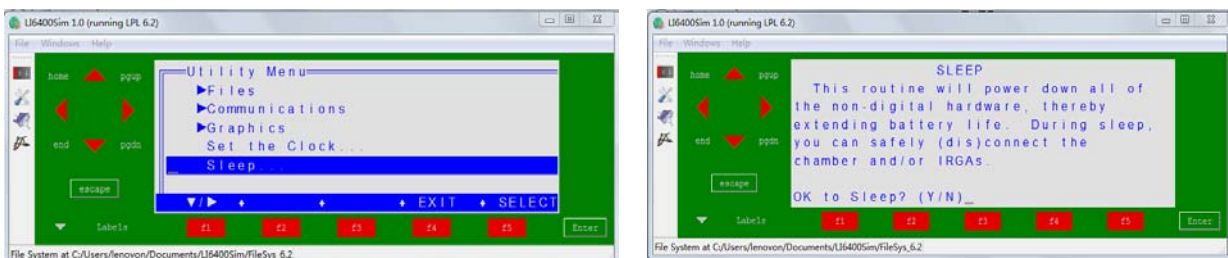 LI6400Sim 1.0 (running LPL 6.2)
File Windows Help
home pgup
end pgdn
escape
Utility Menu
▶Files
▶Communications
▶Graphics
Set the Clock...
_ Sleep...
▼/▶ + + + EXIT + SELECT
Labels f1 f2 f3 f4 f5 Enter
File System at C:/Users/lenovon/Documents/LI6400Sim/FileSys_6.2
LI6400Sim 1.0 (running LPL 6.2)
File Windows Help
home pgup
end pgdn
escape
SLEEP
This routine will power down all of
the non-digital hardware, thereby
extending battery life. During sleep,
you can safely (dis)connect the
chamber and/or IRGAs.
OK to Sleep? (Y/N)_
Labels f1 f2 f3 f4 f5 Enter
File System at C:/Users/lenovon/Documents/LI6400Sim/FileSys_6.2